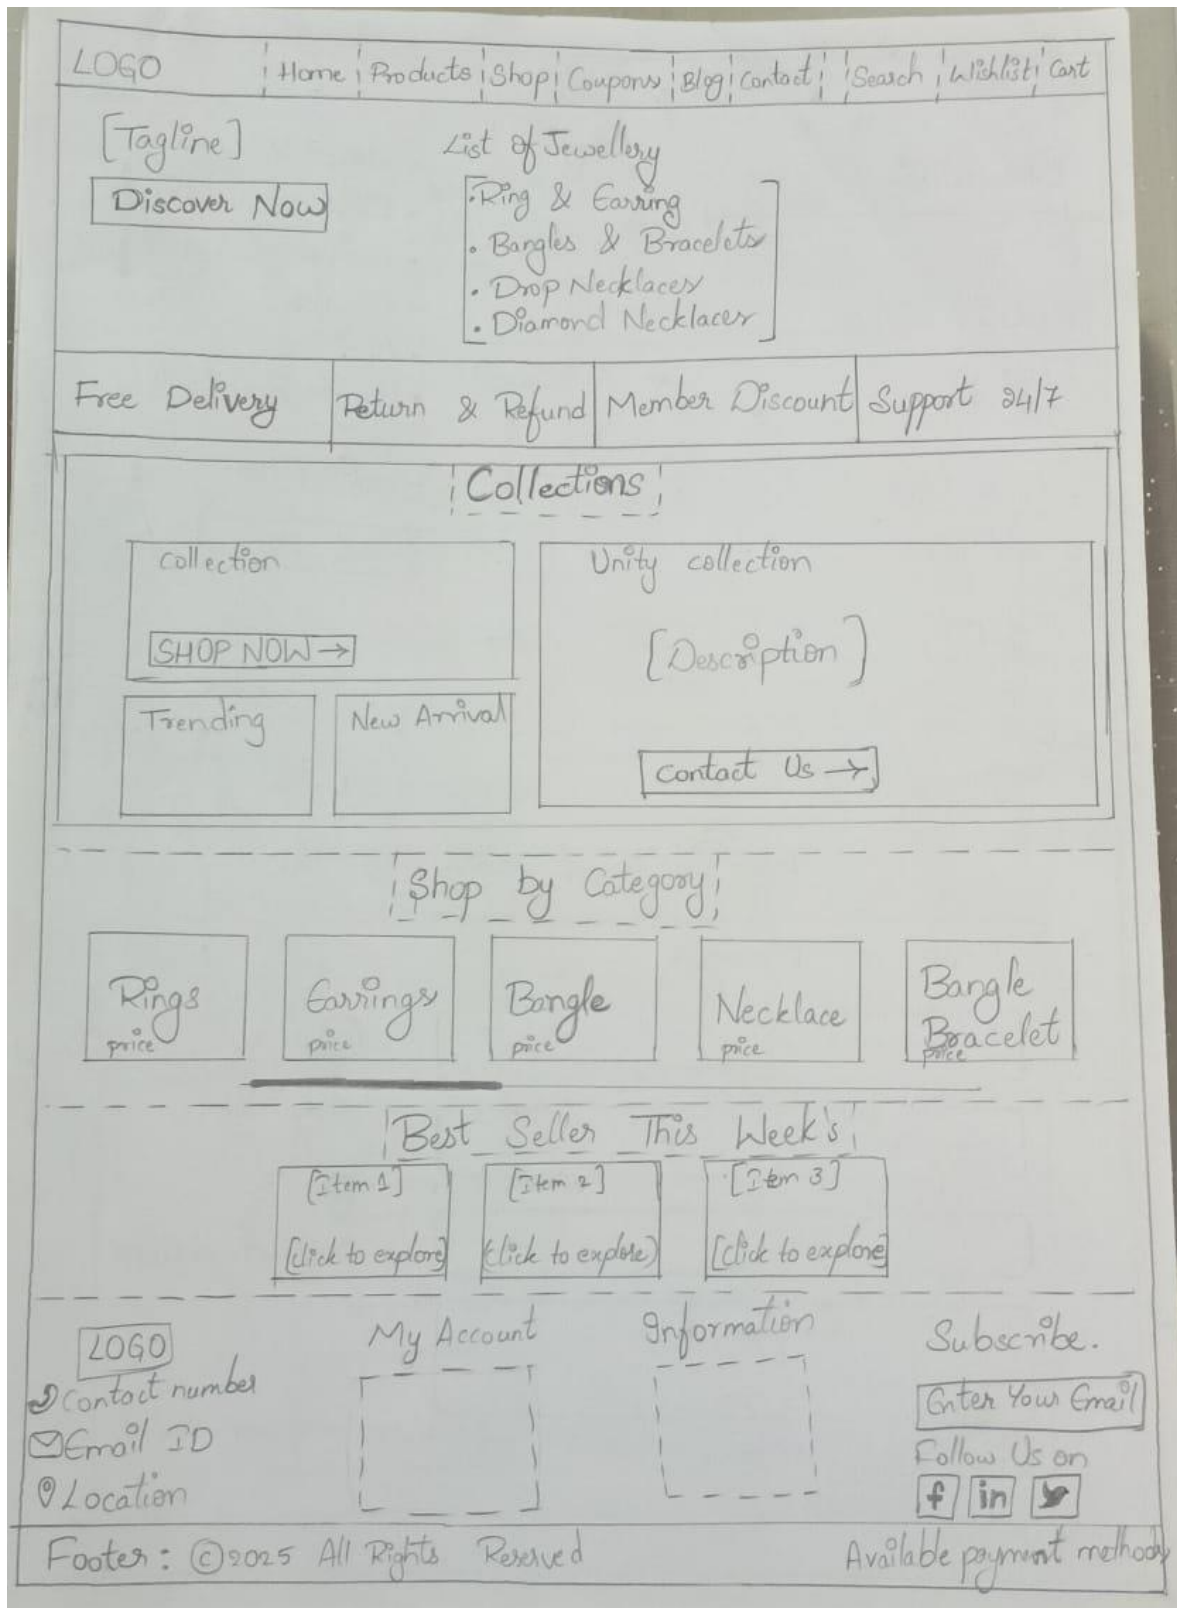 LOGO Home Products Shop Coupons Blog Contact Search Wishlist Cart
[Tagline]
Discover Now
List of Jewellery
• Ring & Earring
• Bangles & Bracelets
• Drop Necklaces
• Diamond Necklaces
Free Delivery Return & Refund Member Discount Support 24/7
Collections
Collection
SHOP NOW →
Trending
New Arrival
Unity collection
[Description]
Contact Us →
Shop by Category
Rings
price
Earrings
price
Bangle
price
Necklace
price
Bangle
Bracelet
price
Best Seller This Week's
[Item 1]
[click to explore]
[Item 2]
(click to explore)
[Item 3]
[click to explore]
LOGO
Contact number
Email ID
Location
My Account
Information
Subscribe.
Enter Your Email
Follow Us on
f in
Footer: ©2025 All Rights Reserved Available payment methods